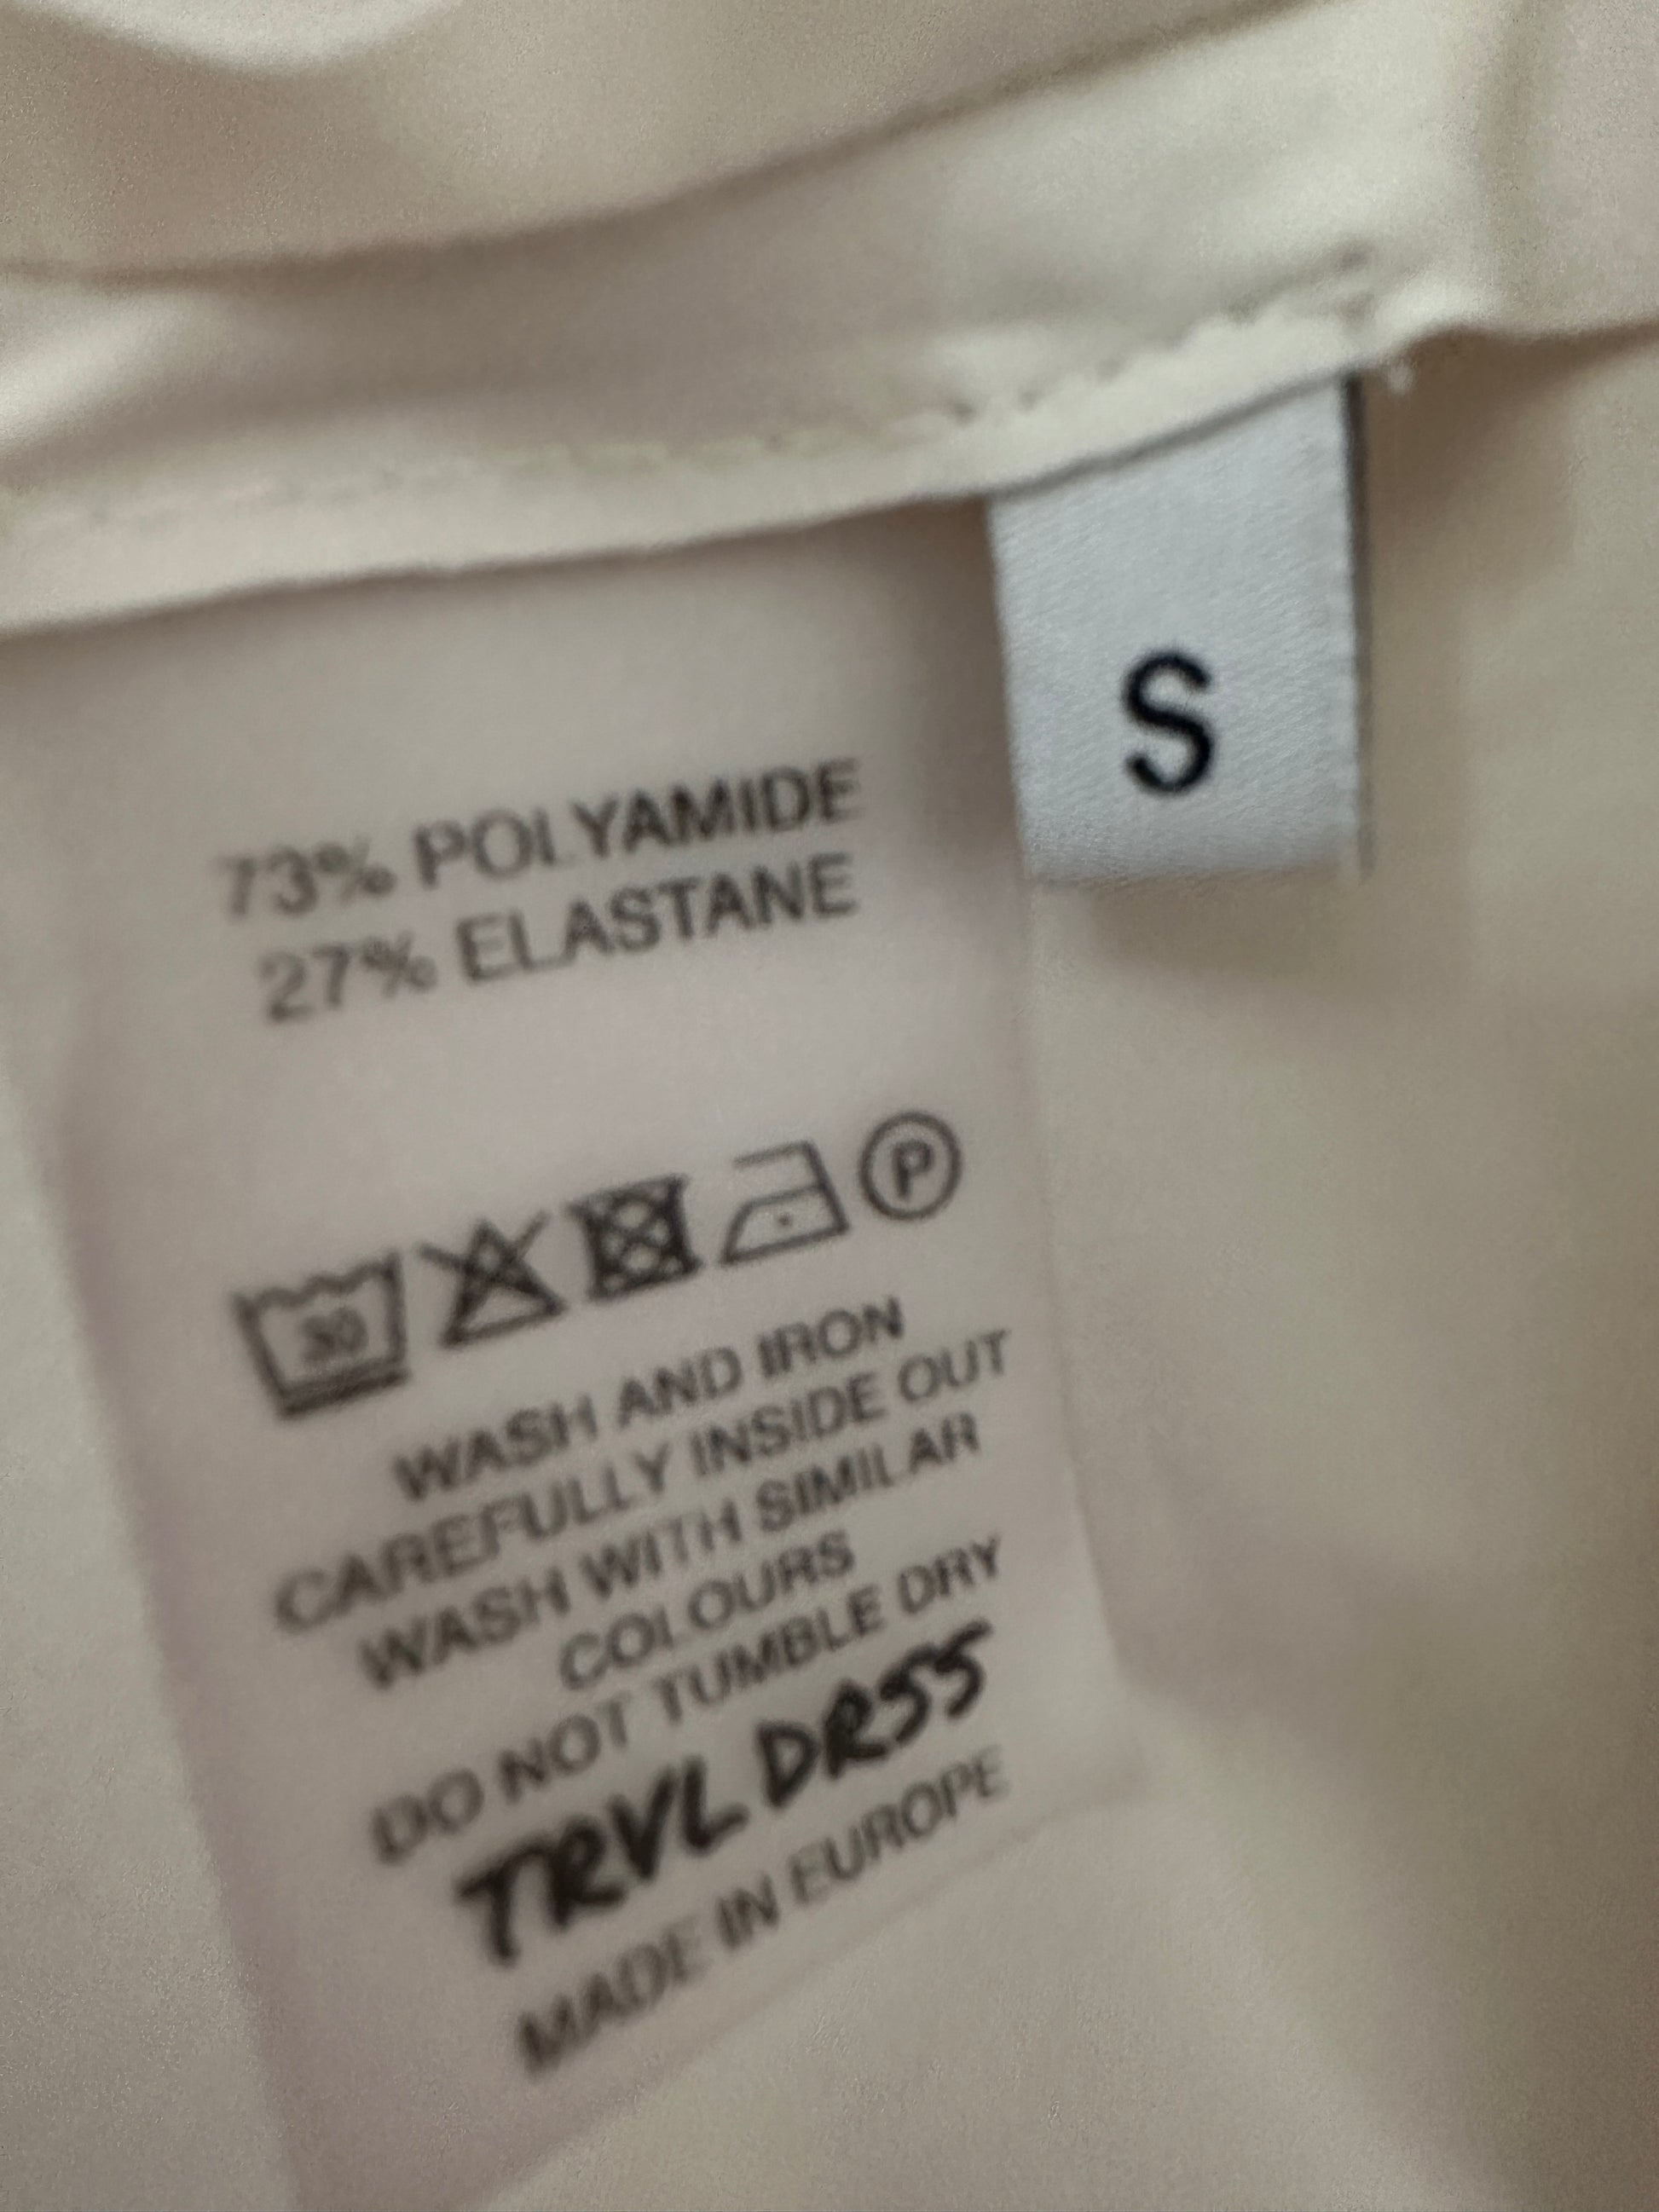 S
73% POLYAMIDE
27% ELASTANE
30 P
WASH AND IRON
CAREFULLY INSIDE OUT
WASH WITH SIMILAR
COLOURS
DO NOT TUMBLE DRY
TRVL DRSS
MADE IN EUROPE